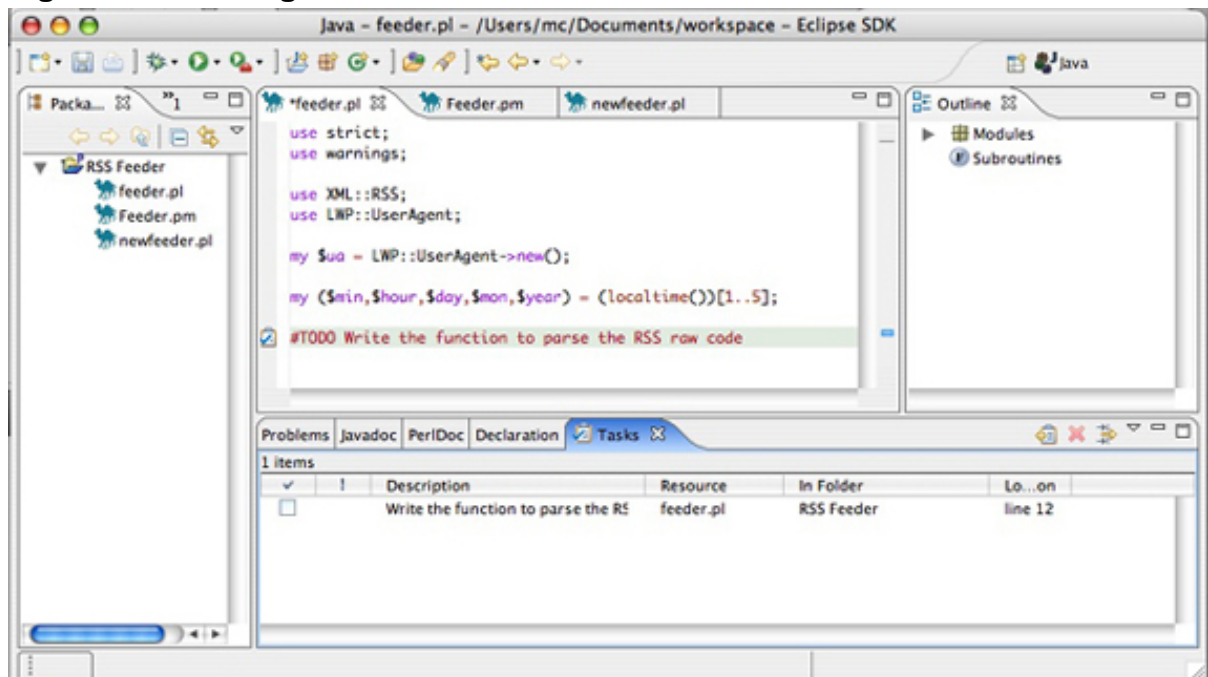 Java – feeder.pl – /Users/mc/Documents/workspace – Eclipse SDK
Java
Packa...
»1
*feeder.pl
Feeder.pm
newfeeder.pl
Outline
RSS Feeder
feeder.pl
Feeder.pm
newfeeder.pl
use strict;
use warnings;
use XML::RSS;
use LWP::UserAgent;
my $ua = LWP::UserAgent->new();
my ($min,$hour,$day,$mon,$year) = (localtime())[1..5];
#TODO Write the function to parse the RSS raw code
Modules
Subroutines
Problems Javadoc PerlDoc Declaration Tasks
1 items
! Description Resource In Folder Lo...on
Write the function to parse the RS feeder.pl RSS Feeder line 12